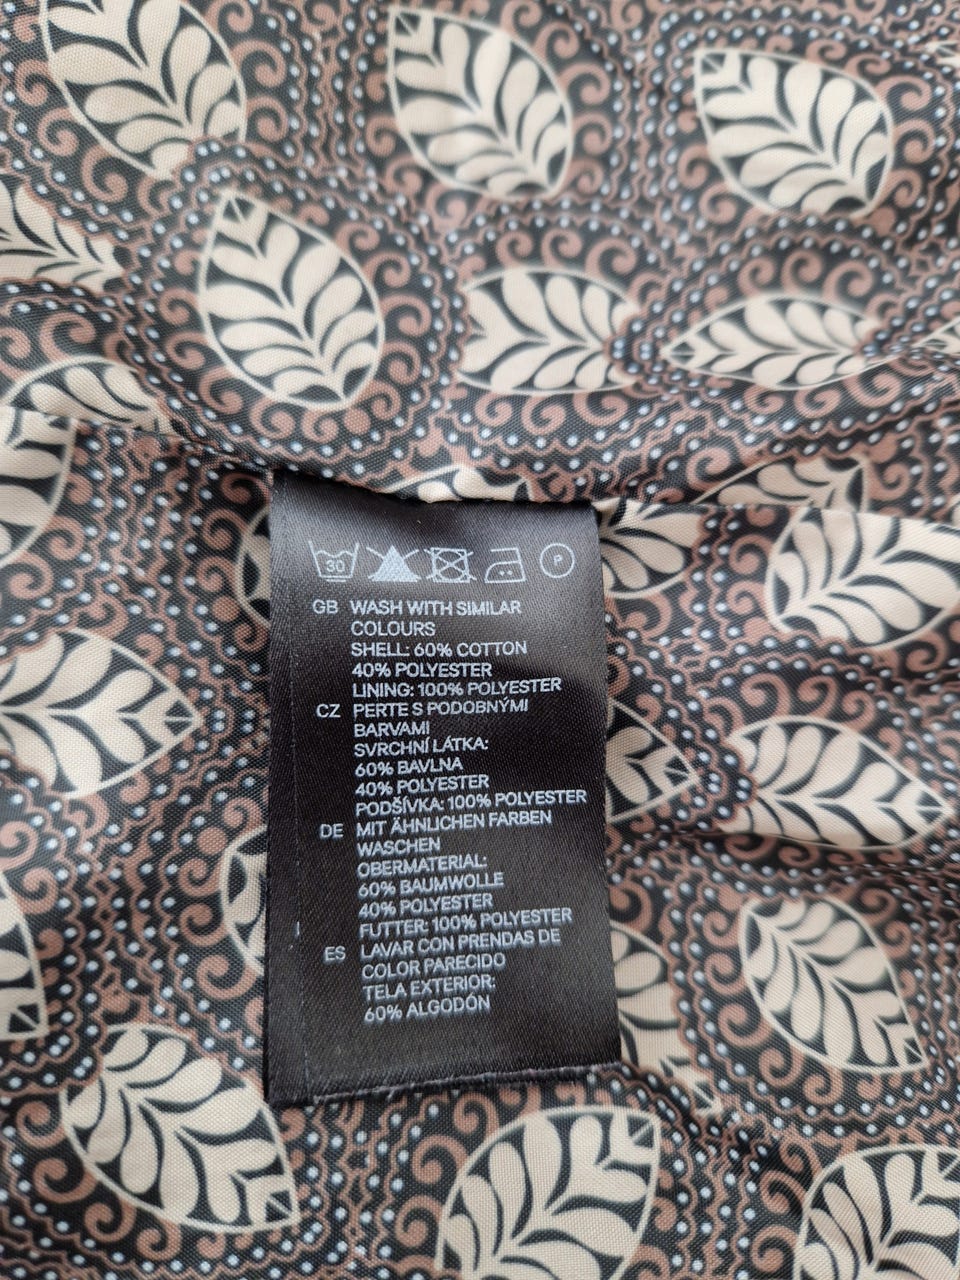 30 P
GB WASH WITH SIMILAR
COLOURS
SHELL: 60% COTTON
40% POLYESTER
LINING: 100% POLYESTER
CZ PERTE S PODOBNÝMI
BARVAMI
SVRCHNÍ LÁTKA:
60% BAVLNA
40% POLYESTER
PODŠÍVKA: 100% POLYESTER
DE MIT ÄHNLICHEN FARBEN
WASCHEN
OBERMATERIAL:
60% BAUMWOLLE
40% POLYESTER
FUTTER: 100% POLYESTER
ES LAVAR CON PRENDAS DE
COLOR PARECIDO
TELA EXTERIOR:
60% ALGODÓN